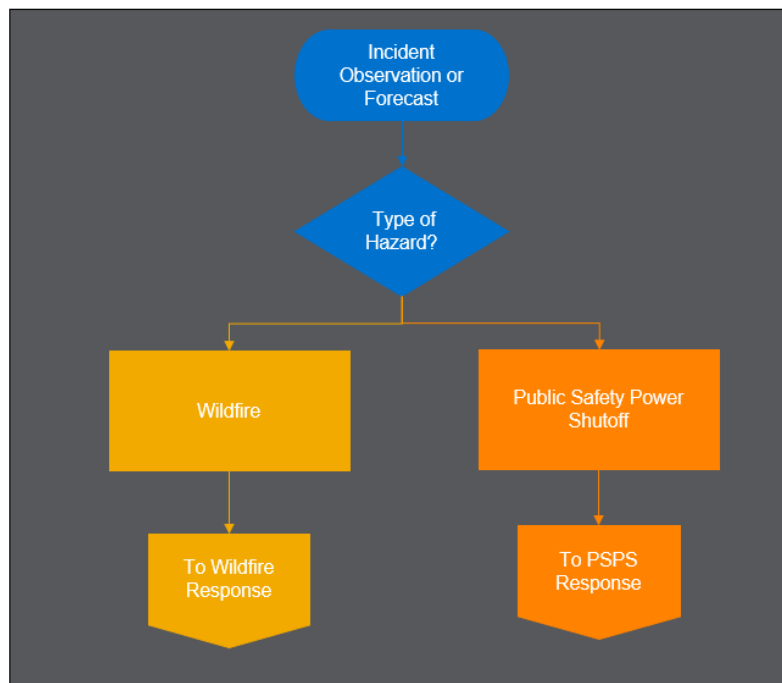 Incident
Observation or
Forecast
Type of
Hazard?
Wildfire
Public Safety Power
Shutoff
To Wildfire
Response
To PSPS
Response